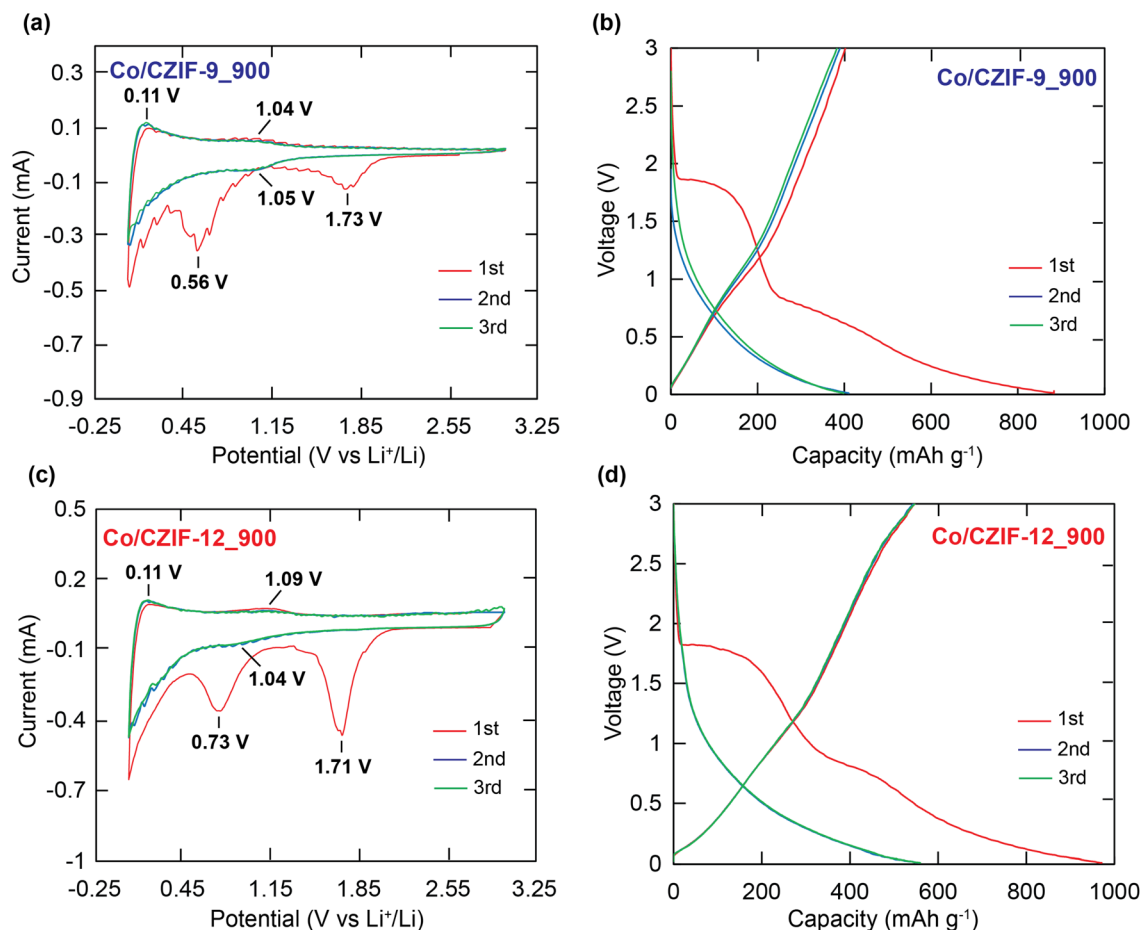 (a)
Co/CZIF-9_900
0.11 V
1.04 V
1.05 V
1.73 V
0.56 V
1st
2nd
3rd
0.3
0.1
-0.1
-0.3
-0.5
-0.7
-0.9
Current (mA)
-0.25 0.45 1.15 1.85 2.55 3.25
Potential (V vs Li⁺/Li)
(b)
Co/CZIF-9_900
1st
2nd
3rd
3
2.5
2
1.5
1
0.5
0
Voltage (V)
0 200 400 600 800 1000
Capacity (mAh g⁻¹)
(c)
Co/CZIF-12_900
0.11 V
1.09 V
1.04 V
0.73 V
1.71 V
1st
2nd
3rd
0.5
0.2
-0.1
-0.4
-0.7
-1
Current (mA)
-0.25 0.45 1.15 1.85 2.55 3.25
Potential (V vs Li⁺/Li)
(d)
Co/CZIF-12_900
1st
2nd
3rd
3
2.5
2
1.5
1
0.5
0
Voltage (V)
0 200 400 600 800 1000
Capacity (mAh g⁻¹)